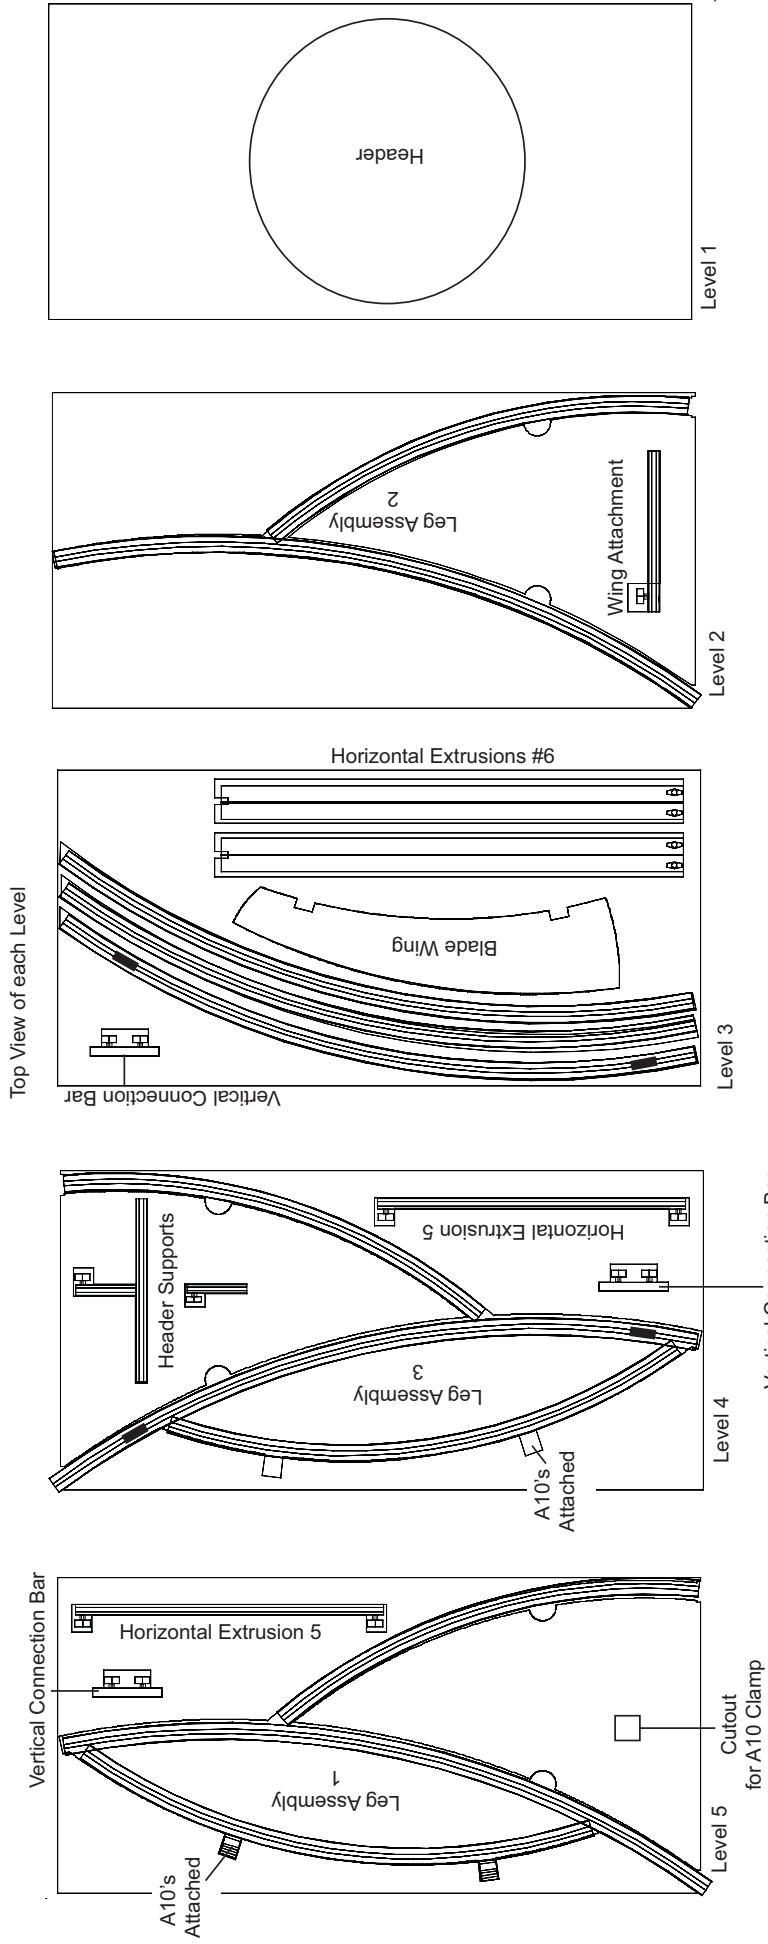 Header
Level 1
Leg Assembly
2
Wing Attachment
Level 2
Horizontal Extrusions #6
Top View of each Level
Blade Wing
Vertical Connection Bar
Level 3
Header Supports
Horizontal Extrusion 5
Leg Assembly
3
A10's
Attached
Level 4
Vertical Connection Bar
Horizontal Extrusion 5
Leg Assembly
1
A10's
Attached
Cutout
for A10 Clamp
Level 5